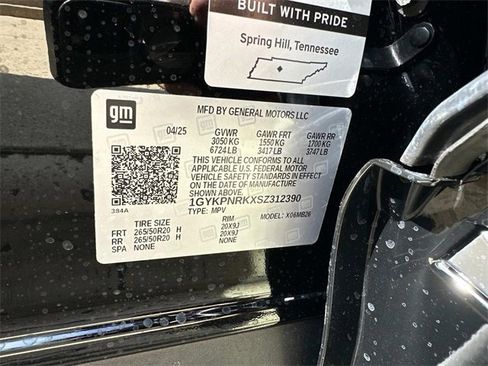 BUILT WITH PRIDE
Spring Hill, Tennessee
gm
MFD BY GENERAL MOTORS LLC
04/25 GVWR GAWR FRT GAWR RR
3050 KG 1550 KG 1700 KG
6724 LB 3417 LB 3747 LB
THIS VEHICLE CONFORMS TO ALL
APPLICABLE U.S. FEDERAL MOTOR
VEHICLE SAFETY STANDARDS IN EFFECT
ON THE DATE OF MANUFACTURE
SHOWN ABOVE.
1GYKPNRKXSZ312390
394A TYPE: MPV MODEL: X06MB26
TIRE SIZE RIM
FRT 265/50R20 H 20X9J
RR 265/50R20 H 20X9J
SPA NONE NONE